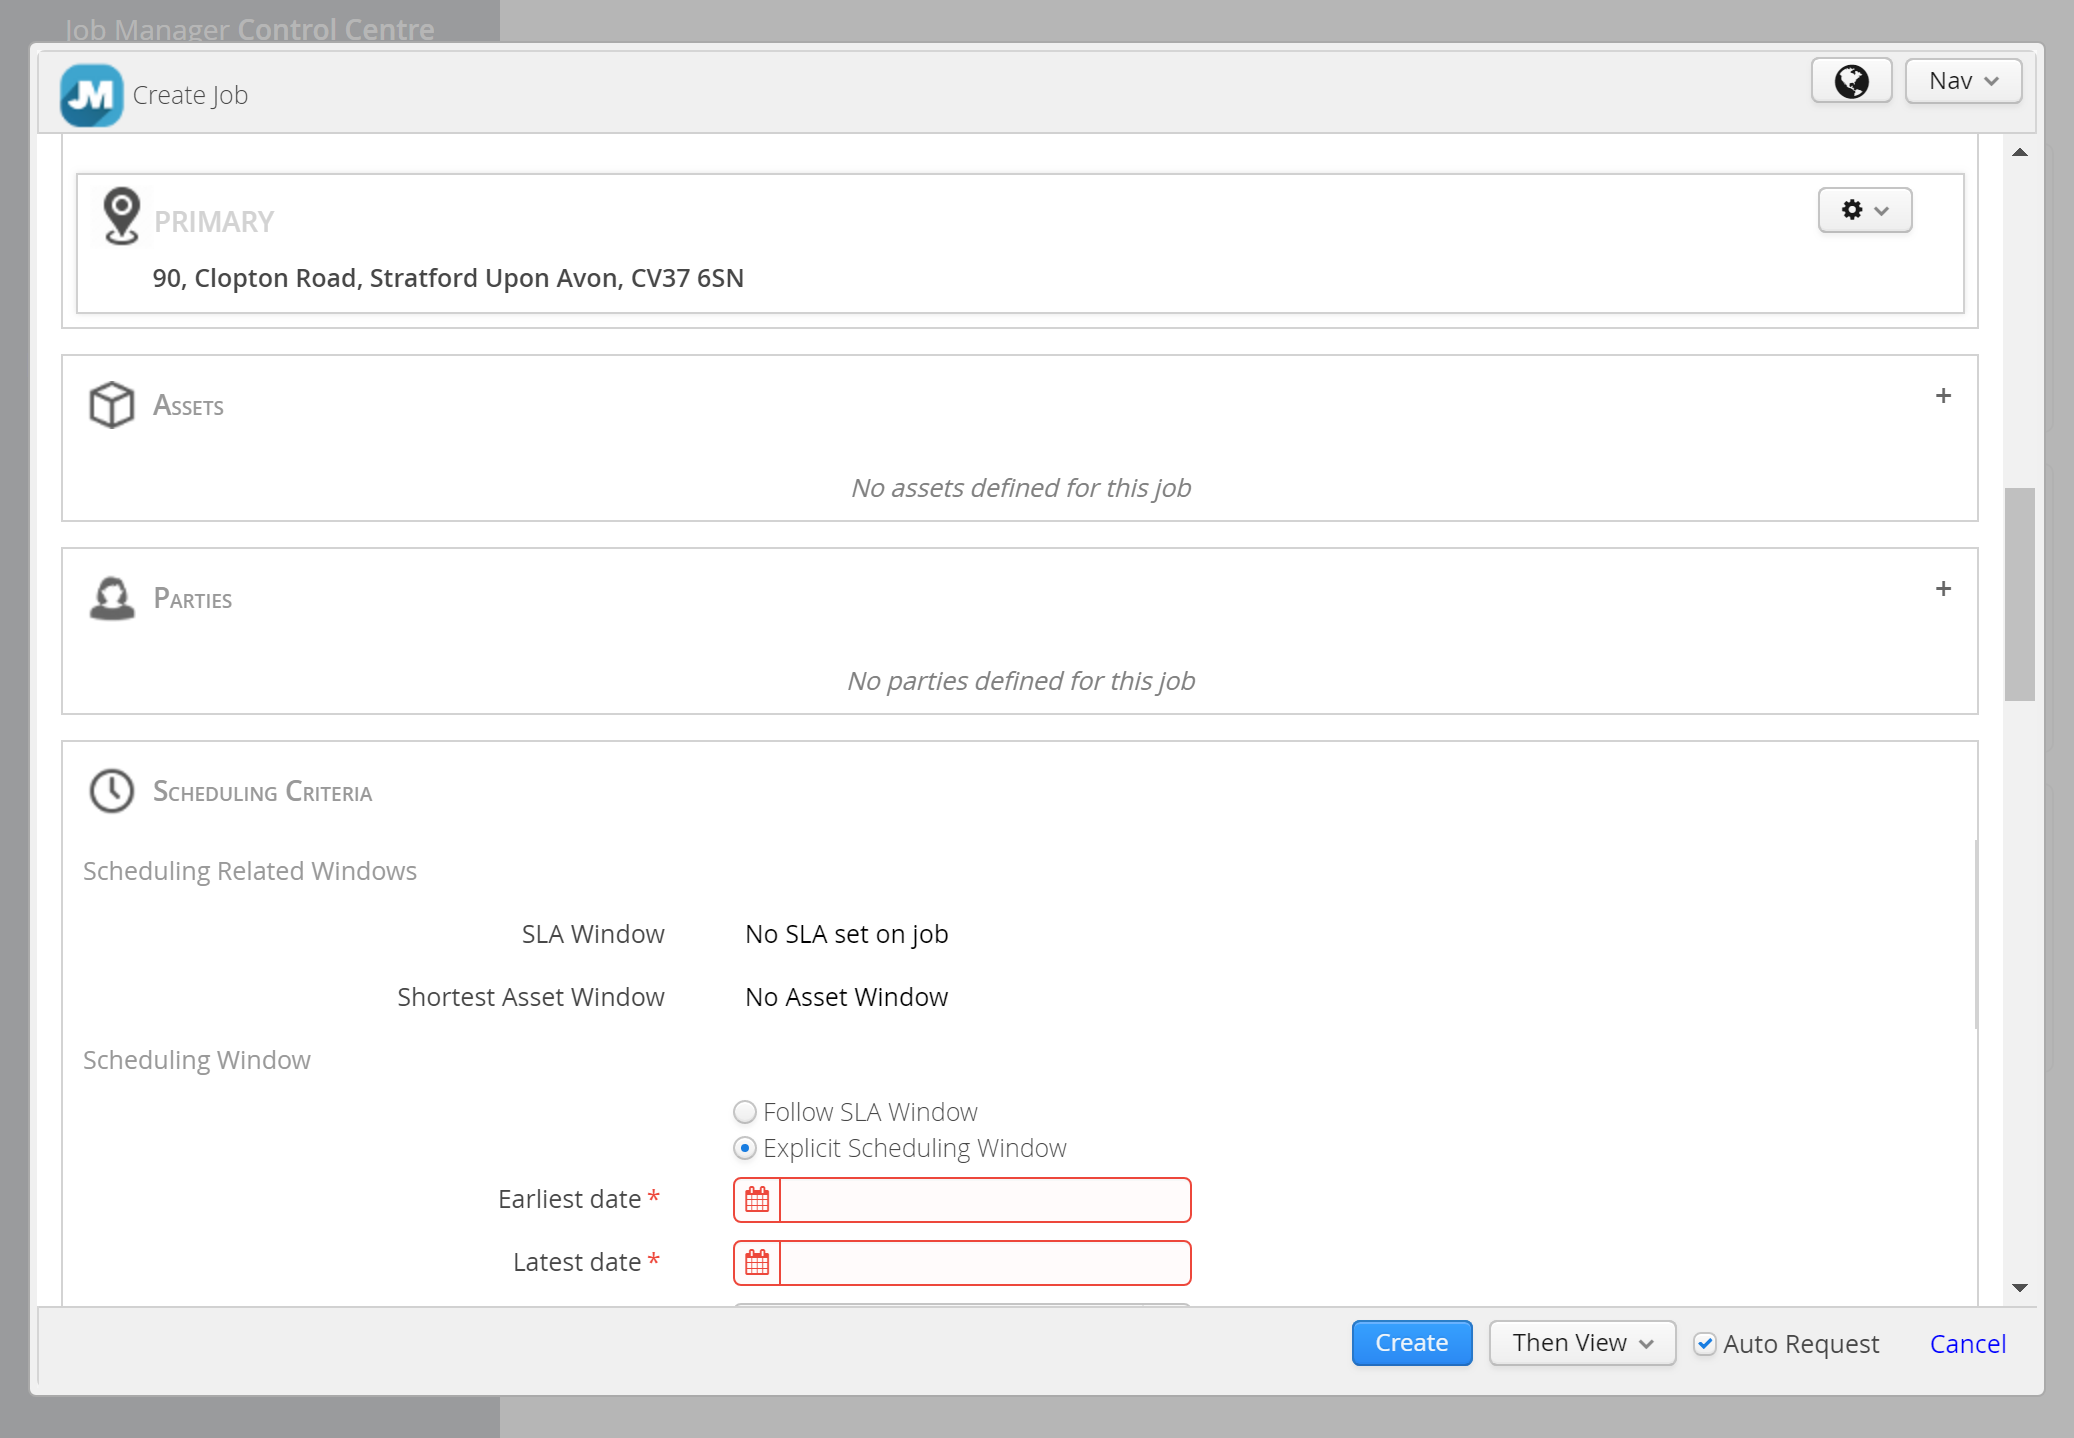 Job Manager Control Centre
JM Create Job
Nav
PRIMARY
90, Clopton Road, Stratford Upon Avon, CV37 6SN
Assets
+
No assets defined for this job
Parties
+
No parties defined for this job
Scheduling Criteria
Scheduling Related Windows
SLA Window No SLA set on job
Shortest Asset Window No Asset Window
Scheduling Window
Follow SLA Window
Explicit Scheduling Window
Earliest date *
Latest date *
Create Then View Auto Request Cancel